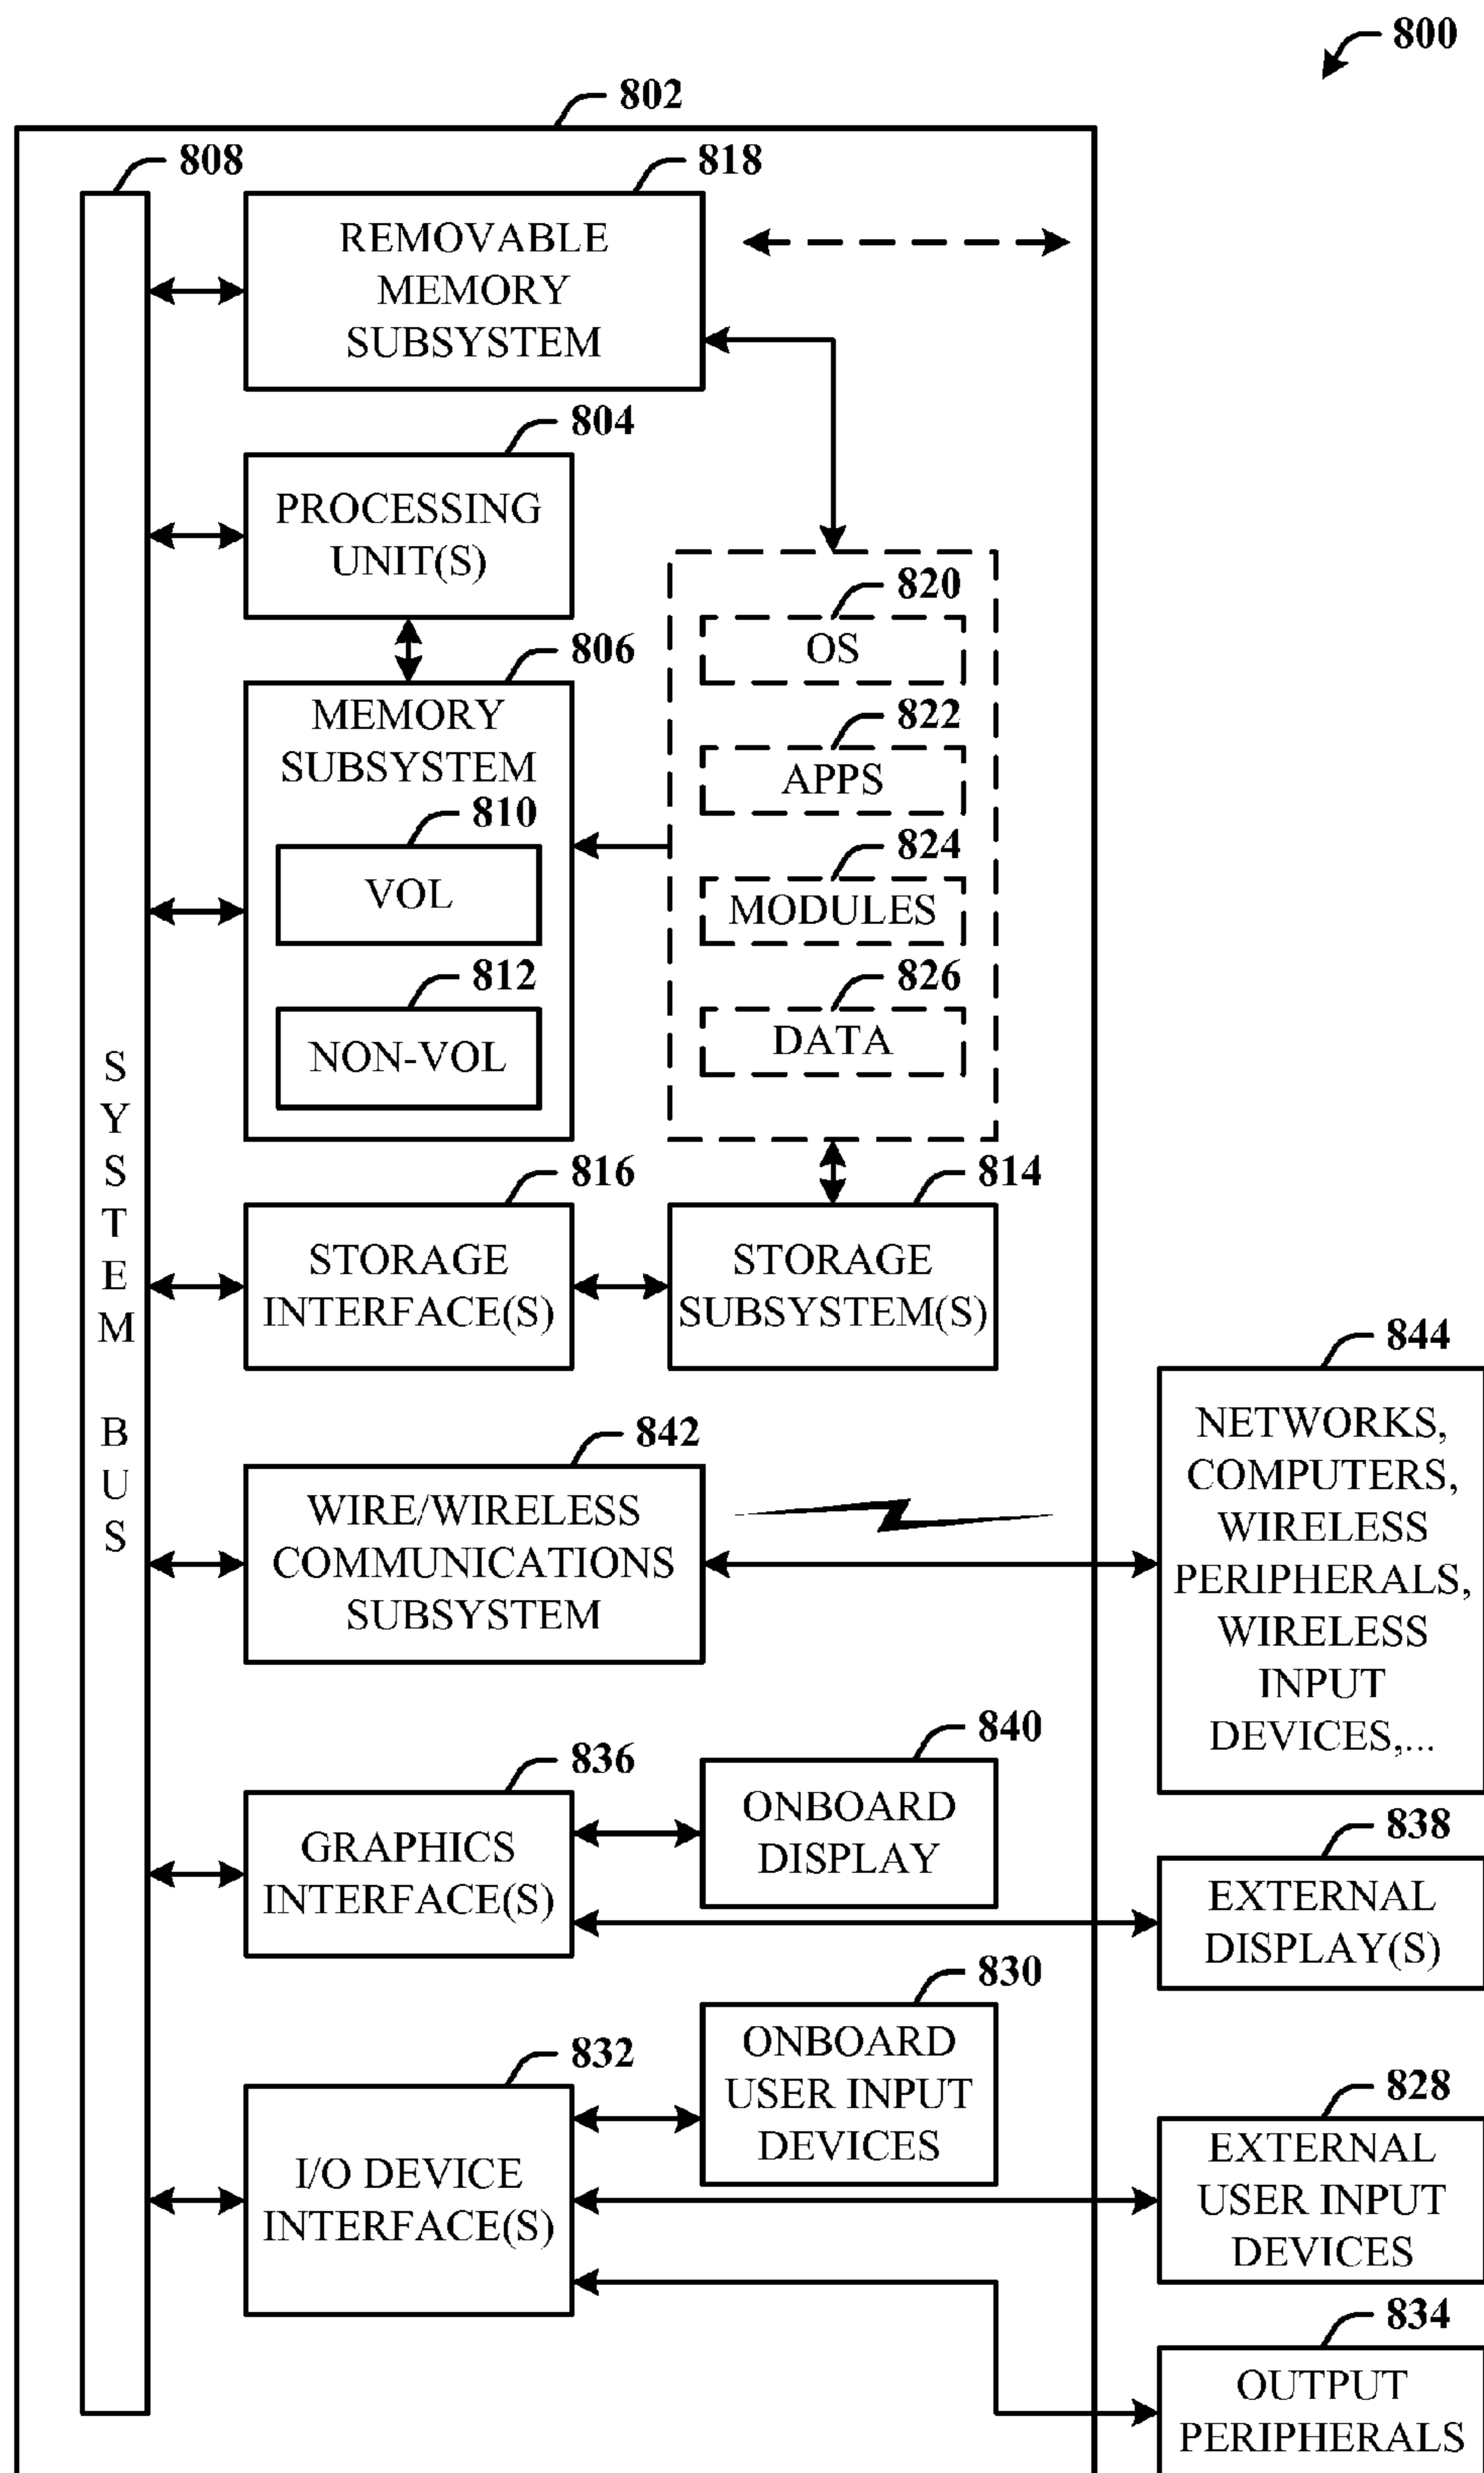 800
802
808
818
REMOVABLE
MEMORY
SUBSYSTEM
804
PROCESSING
UNIT(S)
806
MEMORY
SUBSYSTEM
810
VOL
812
NON-VOL
820
OS
822
APPS
824
MODULES
826
DATA
816
STORAGE
INTERFACE(S)
814
STORAGE
SUBSYSTEM(S)
SYSTEM BUS
842
WIRE/WIRELESS
COMMUNICATIONS
SUBSYSTEM
844
NETWORKS,
COMPUTERS,
WIRELESS
PERIPHERALS,
WIRELESS
INPUT
DEVICES,...
836
GRAPHICS
INTERFACE(S)
840
ONBOARD
DISPLAY
838
EXTERNAL
DISPLAY(S)
832
I/O DEVICE
INTERFACE(S)
830
ONBOARD
USER INPUT
DEVICES
828
EXTERNAL
USER INPUT
DEVICES
834
OUTPUT
PERIPHERALS